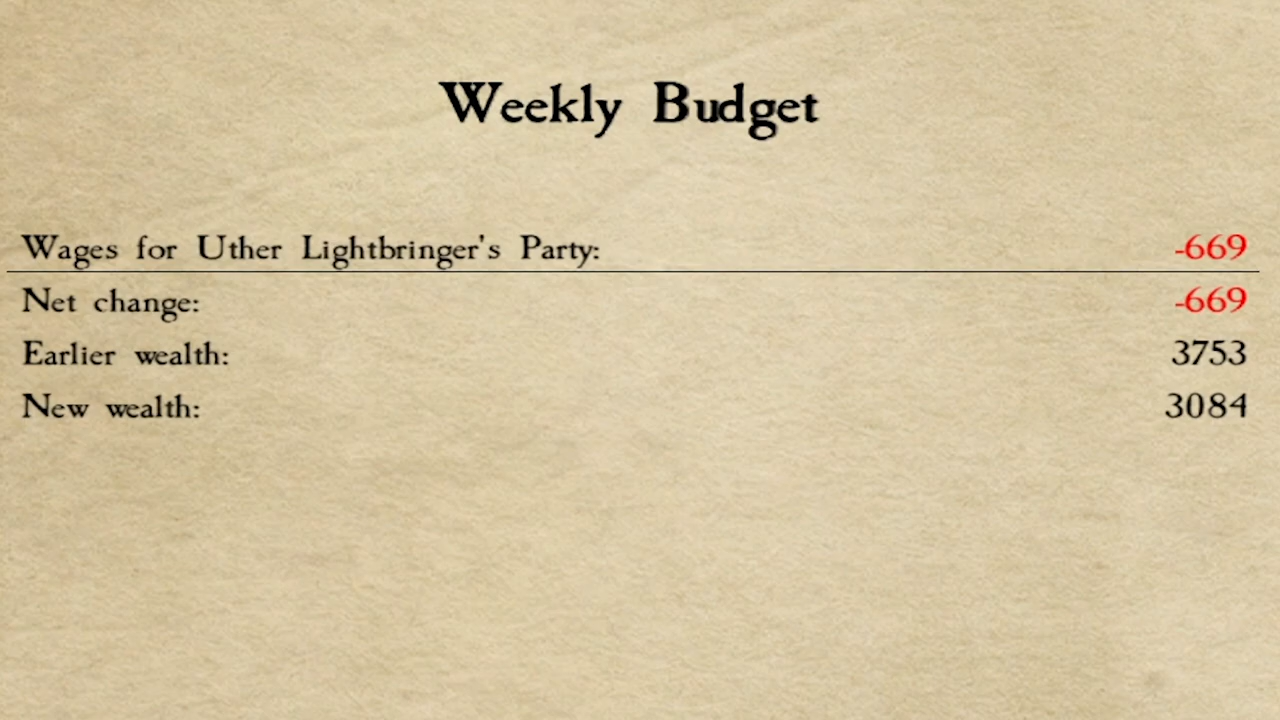 Weekly Budget
Wages for Uther Lightbringer's Party: -669
Net change: -669
Earlier wealth: 3753
New wealth: 3084